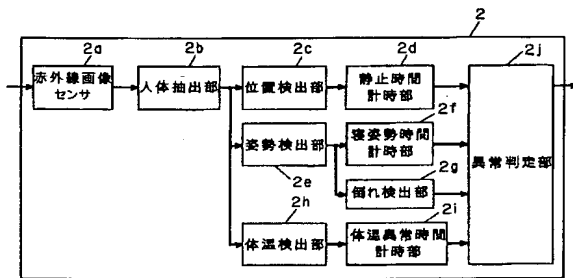 2
2a
2b
2c
2d
2j
赤外線画像
センサ
人体抽出部
位置検出部
静止時間
計時部
2f
姿勢検出部
寝姿勢時間
計時部
異常判定部
2e
2g
倒れ検出部
2h
2i
体温検出部
体温異常時間
計時部